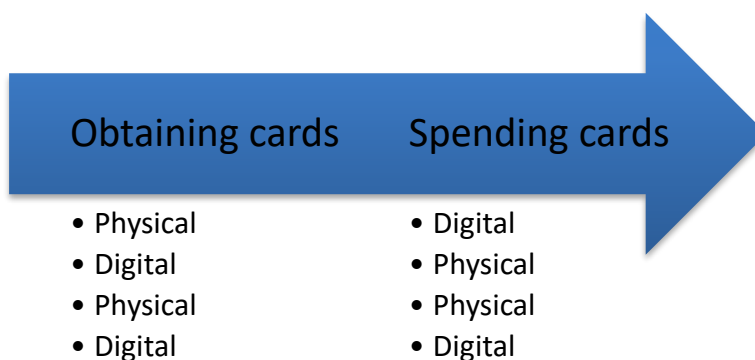 Obtaining cards
• Physical
• Digital
• Physical
• Digital
Spending cards
• Digital
• Physical
• Physical
• Digital